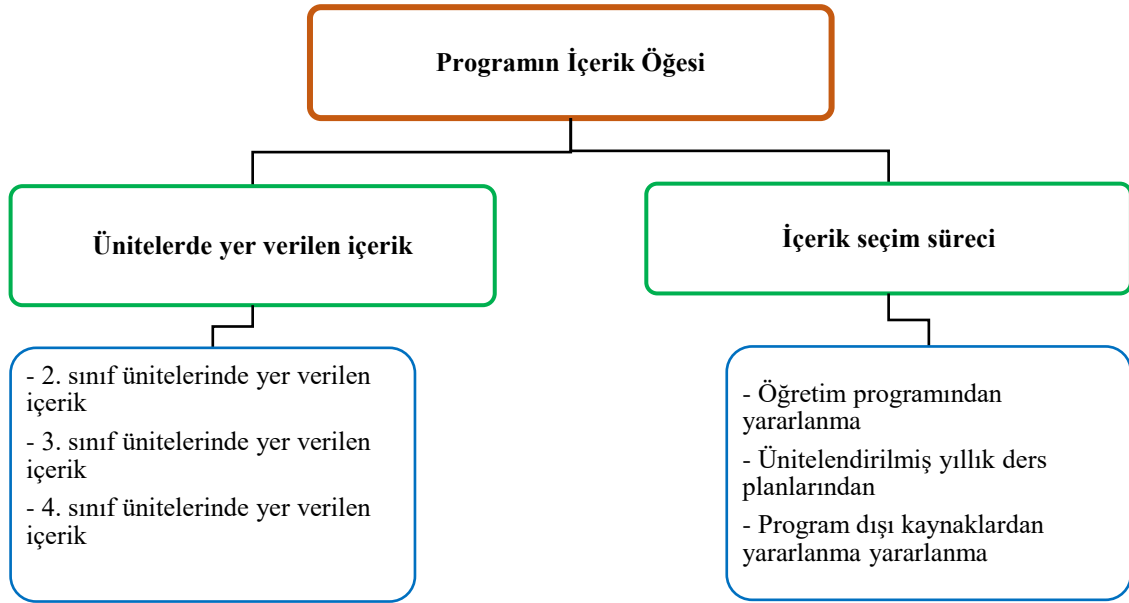 Programın İçerik Öğesi
Ünitelerde yer verilen içerik
İçerik seçim süreci
- 2. sınıf ünitelerinde yer verilen
içerik
- 3. sınıf ünitelerinde yer verilen
içerik
- 4. sınıf ünitelerinde yer verilen
içerik
- Öğretim programından
yararlanma
- Ünitelendirilmiş yıllık ders
planlarından
- Program dışı kaynaklardan
yararlanma yararlanma